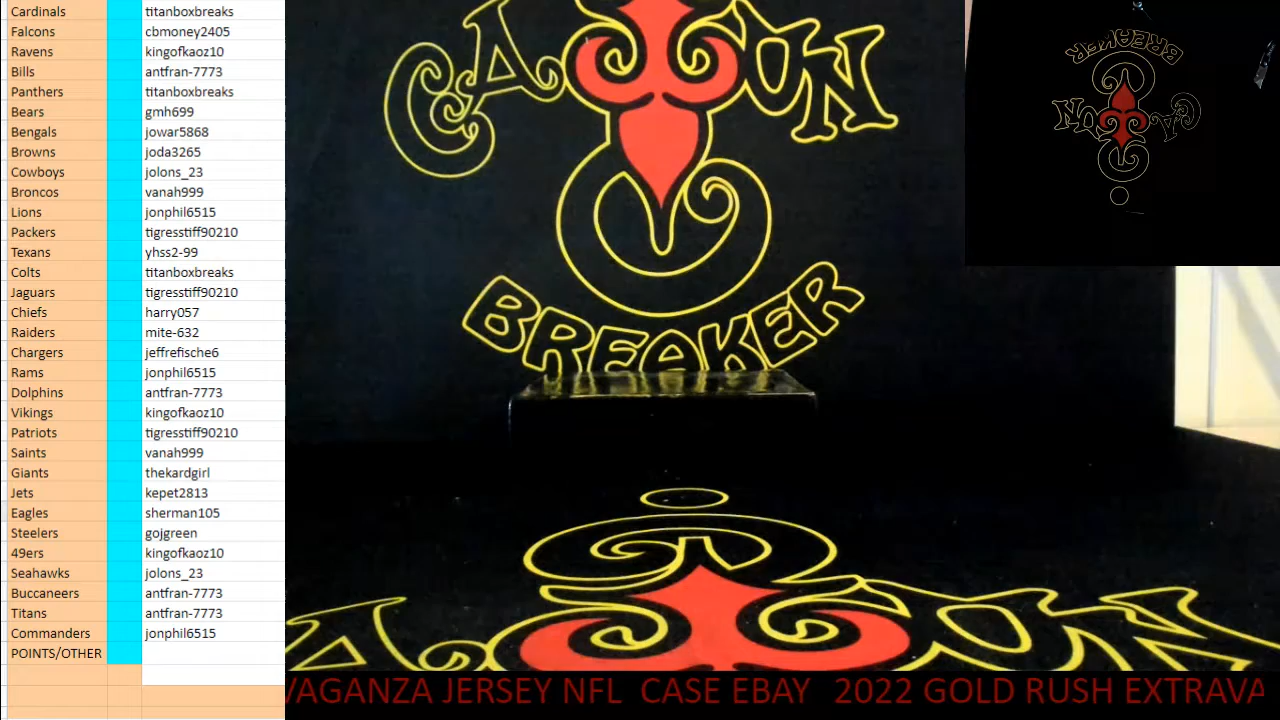 Cardinals titanboxbreaks
Falcons cbmoney2405
Ravens kingofkaoz10
Bills antfran-7773
Panthers titanboxbreaks
Bears gmh699
Bengals jowar5868
Browns joda3265
Cowboys jolons_23
Broncos vanah999
Lions jonphil6515
Packers tigresstiff90210
Texans yhss2-99
Colts titanboxbreaks
Jaguars tigresstiff90210
Chiefs harry057
Raiders mite-632
Chargers jeffrefische6
Rams jonphil6515
Dolphins antfran-7773
Vikings kingofkaoz10
Patriots tigresstiff90210
Saints vanah999
Giants thekardgirl
Jets kepet2813
Eagles sherman105
Steelers gojgreen
49ers kingofkaoz10
Seahawks jolons_23
Buccaneers antfran-7773
Titans antfran-7773
Commanders jonphil6515
POINTS/OTHER
BREAKER
BREAKER
VAGANZA JERSEY NFL CASE EBAY 2022 GOLD RUSH EXTRAVA